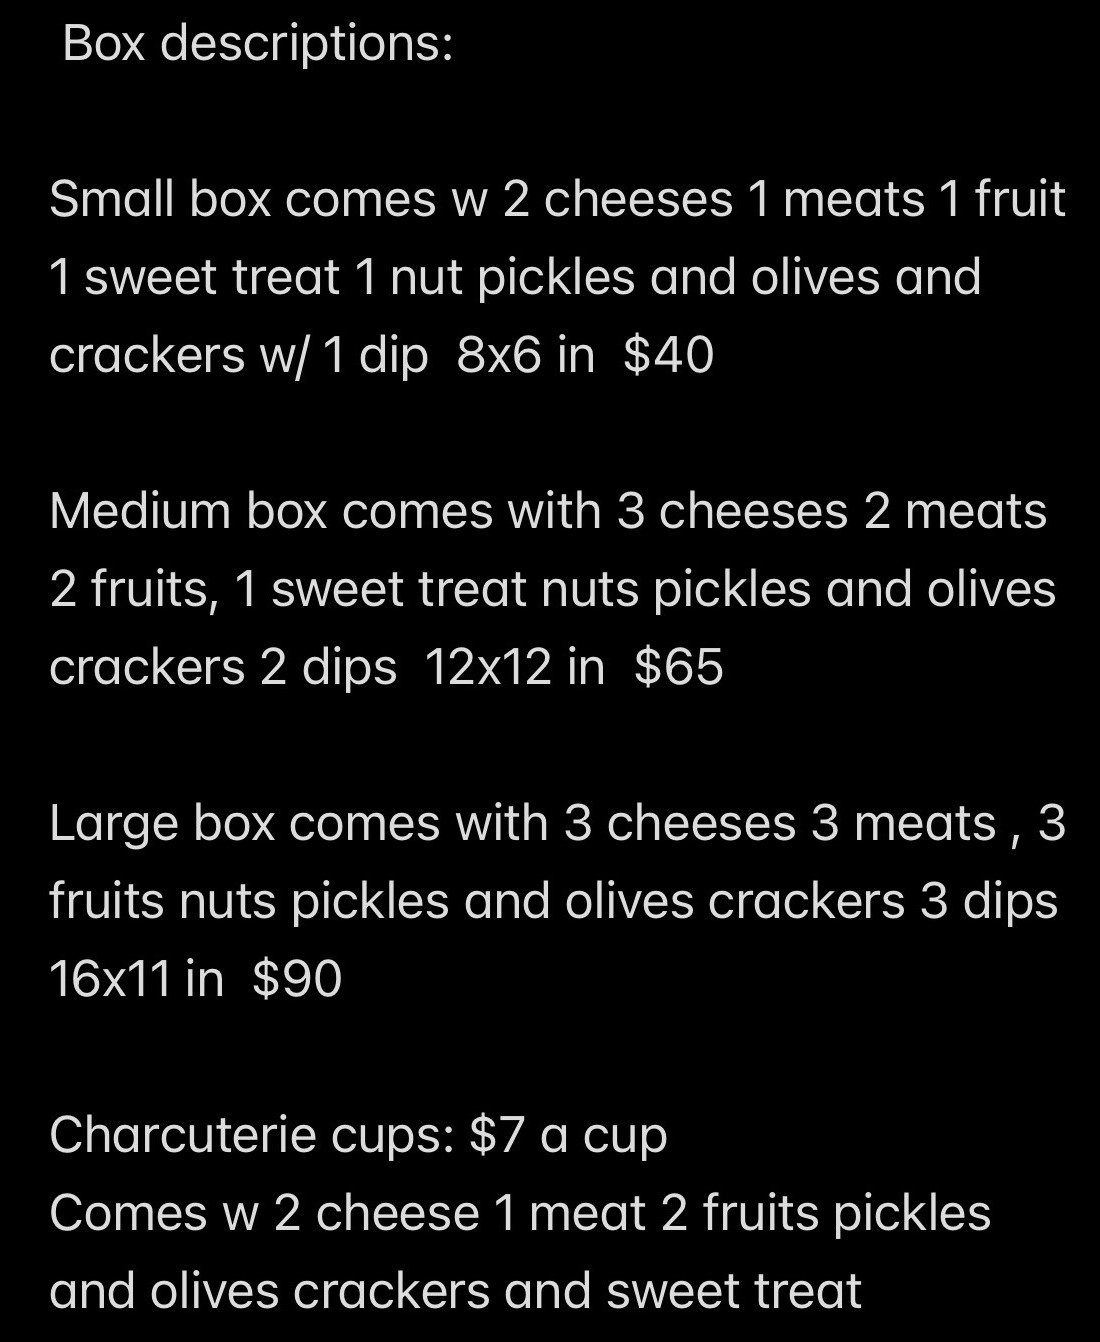 Box descriptions:
Small box comes w 2 cheeses 1 meats 1 fruit
1 sweet treat 1 nut pickles and olives and
crackers w/ 1 dip  8x6 in  $40
Medium box comes with 3 cheeses 2 meats
2 fruits, 1 sweet treat nuts pickles and olives
crackers 2 dips  12x12 in  $65
Large box comes with 3 cheeses 3 meats , 3
fruits nuts pickles and olives crackers 3 dips
16x11 in  $90
Charcuterie cups: $7 a cup
Comes w 2 cheese 1 meat 2 fruits pickles
and olives crackers and sweet treat